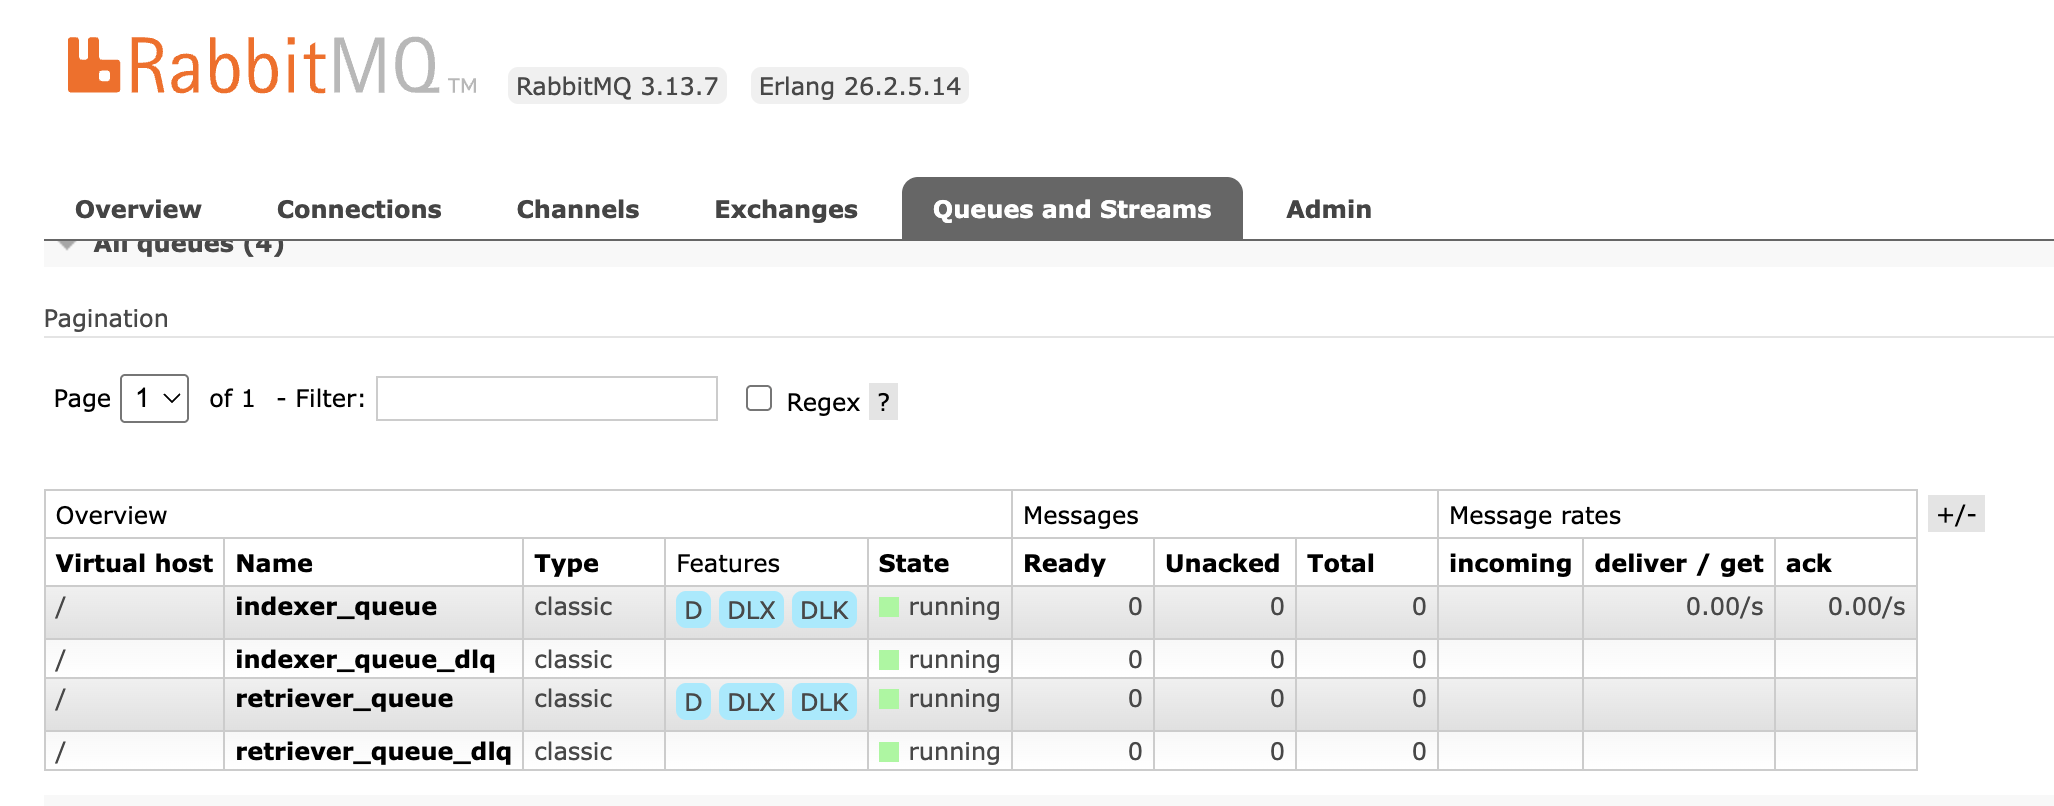 RabbitMQ TM RabbitMQ 3.13.7 Erlang 26.2.5.14
Overview Connections Channels Exchanges Queues and Streams Admin
All queues (4)
Pagination
Page 1 of 1 - Filter: Regex ?
Overview Messages Message rates +/-
Virtual host Name Type Features State Ready Unacked Total incoming deliver / get ack
/ indexer_queue classic D DLX DLK running 0 0 0 0.00/s 0.00/s
/ indexer_queue_dlq classic running 0 0 0
/ retriever_queue classic D DLX DLK running 0 0 0
/ retriever_queue_dlq classic running 0 0 0